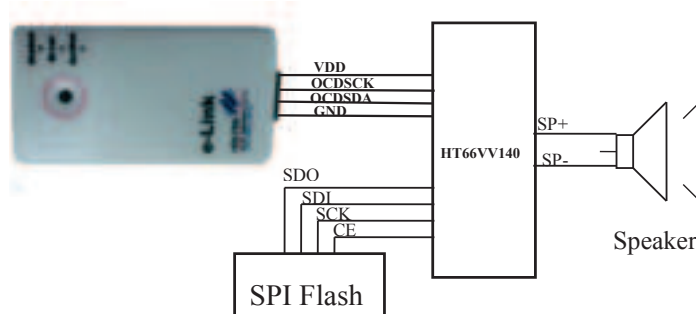 e-Link
VDD
OCDSCK
OCDSDA
GND
HT66VV140
SP+
SP-
Speaker
SDO
SDI
SCK
CE
SPI Flash